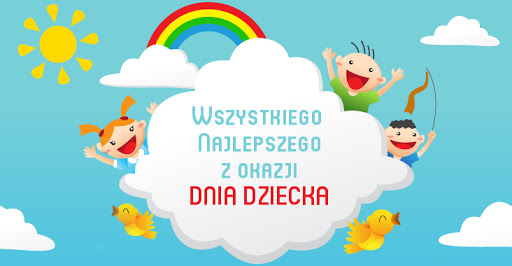 Wszystkiego
Najlepszego
z okazji
DNIA DZIECKA